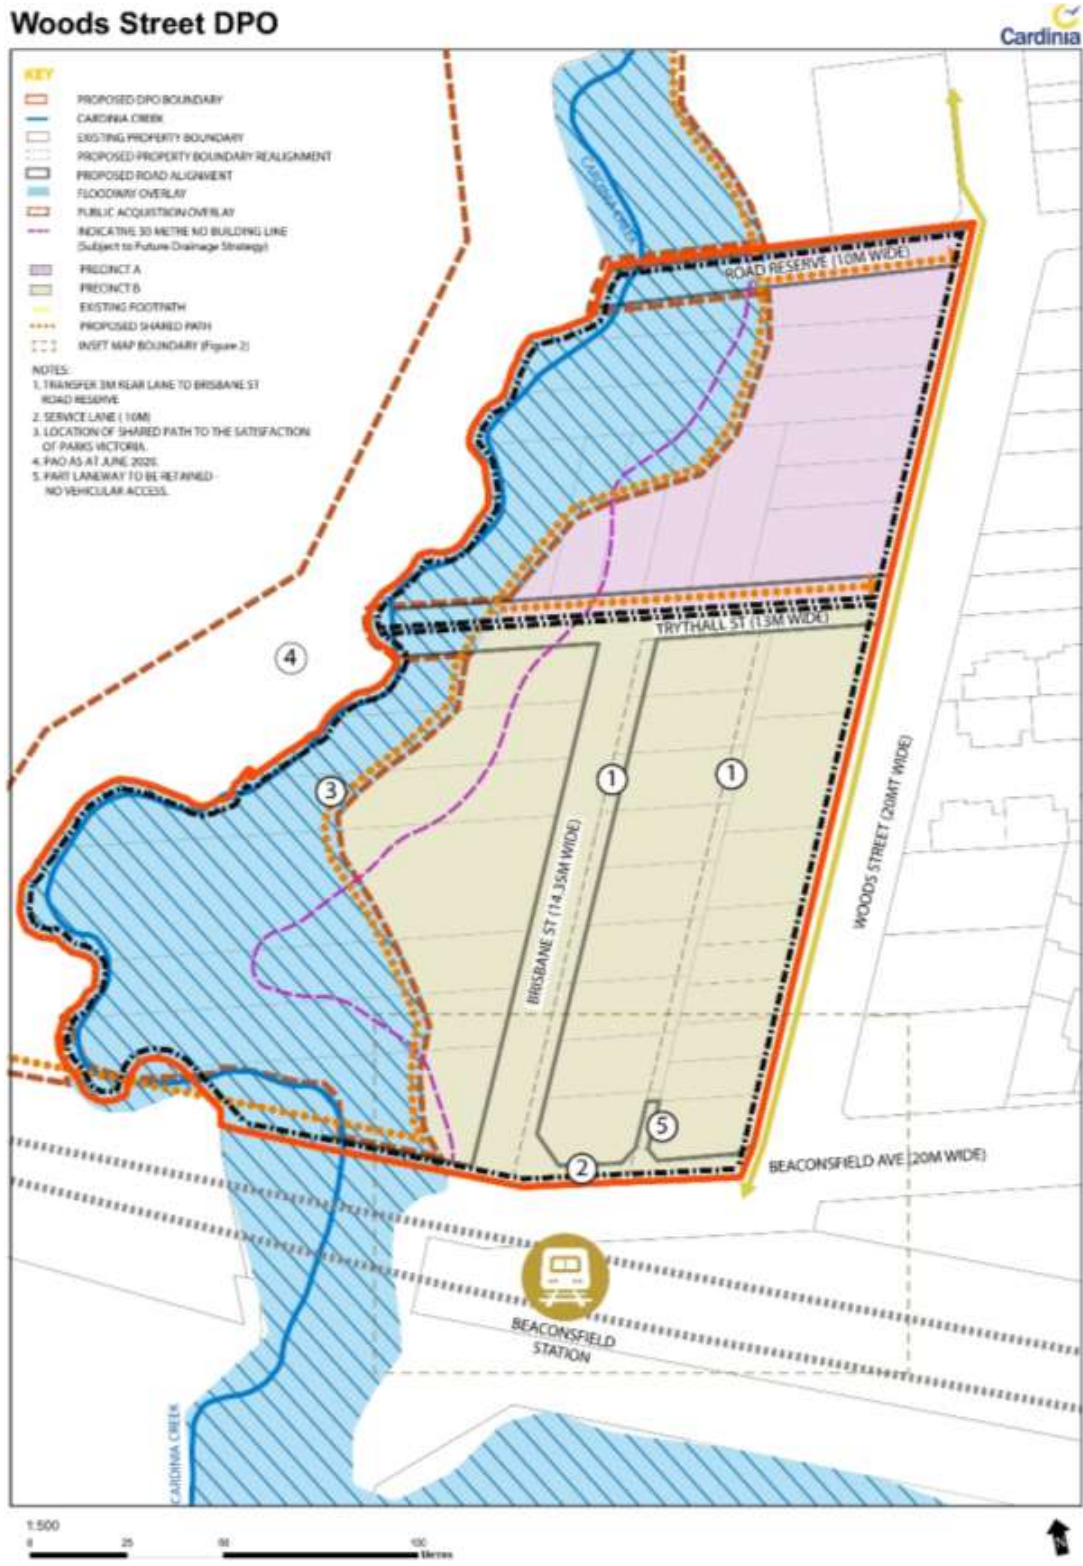 Woods Street DPO
Cardinia
KEY
PROPOSED DPO BOUNDARY
CARDINIA CREEK
EXISTING PROPERTY BOUNDARY
PROPOSED PROPERTY BOUNDARY REALIGNMENT
PROPOSED ROAD ALIGNMENT
FLOODWAY OVERLAY
PUBLIC ACQUISTION OVERLAY
INDICATIVE 30 METRE NO BUILDING LINE
(Subject to Future Drainage Strategy)
PRECINCT A
PRECINCT B
EXISTING FOOTPATH
PROPOSED SHARED PATH
INSET MAP BOUNDARY (Figure 2)
NOTES:
1. TRANSFER 3M REAR LANE TO BRISBANE ST
ROAD RESERVE
2. SERVICE LANE ( 10M)
3. LOCATION OF SHARED PATH TO THE SATISFACTION
OF PARKS VICTORIA.
4. PAO AS AT JUNE 2020.
5. PART LANEWAY TO BE RETAINED -
NO VEHICULAR ACCESS.
CARDINIA CREEK
ROAD RESERVE (10M WIDE)
TRYTHALL ST (13M WIDE)
4
3
1
1
BRISBANE ST (14.35M WIDE)
WOODS STREET (20MT WIDE)
5
2
BEACONSFIELD AVE (20M WIDE)
BEACONSFIELD
STATION
CARDINIA CREEK
1:500
0 25 50 100
Metres
N